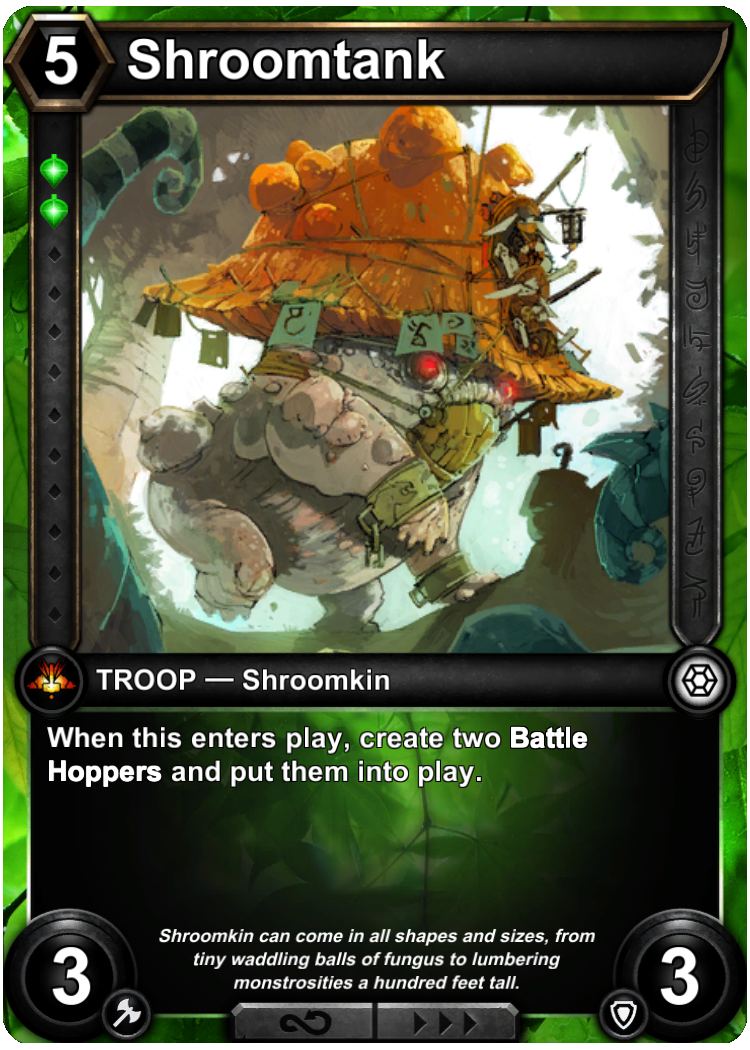 5 Shroomtank
TROOP — Shroomkin
When this enters play, create two Battle
Hoppers and put them into play.
Shroomkin can come in all shapes and sizes, from
tiny waddling balls of fungus to lumbering
monstrosities a hundred feet tall.
3
3